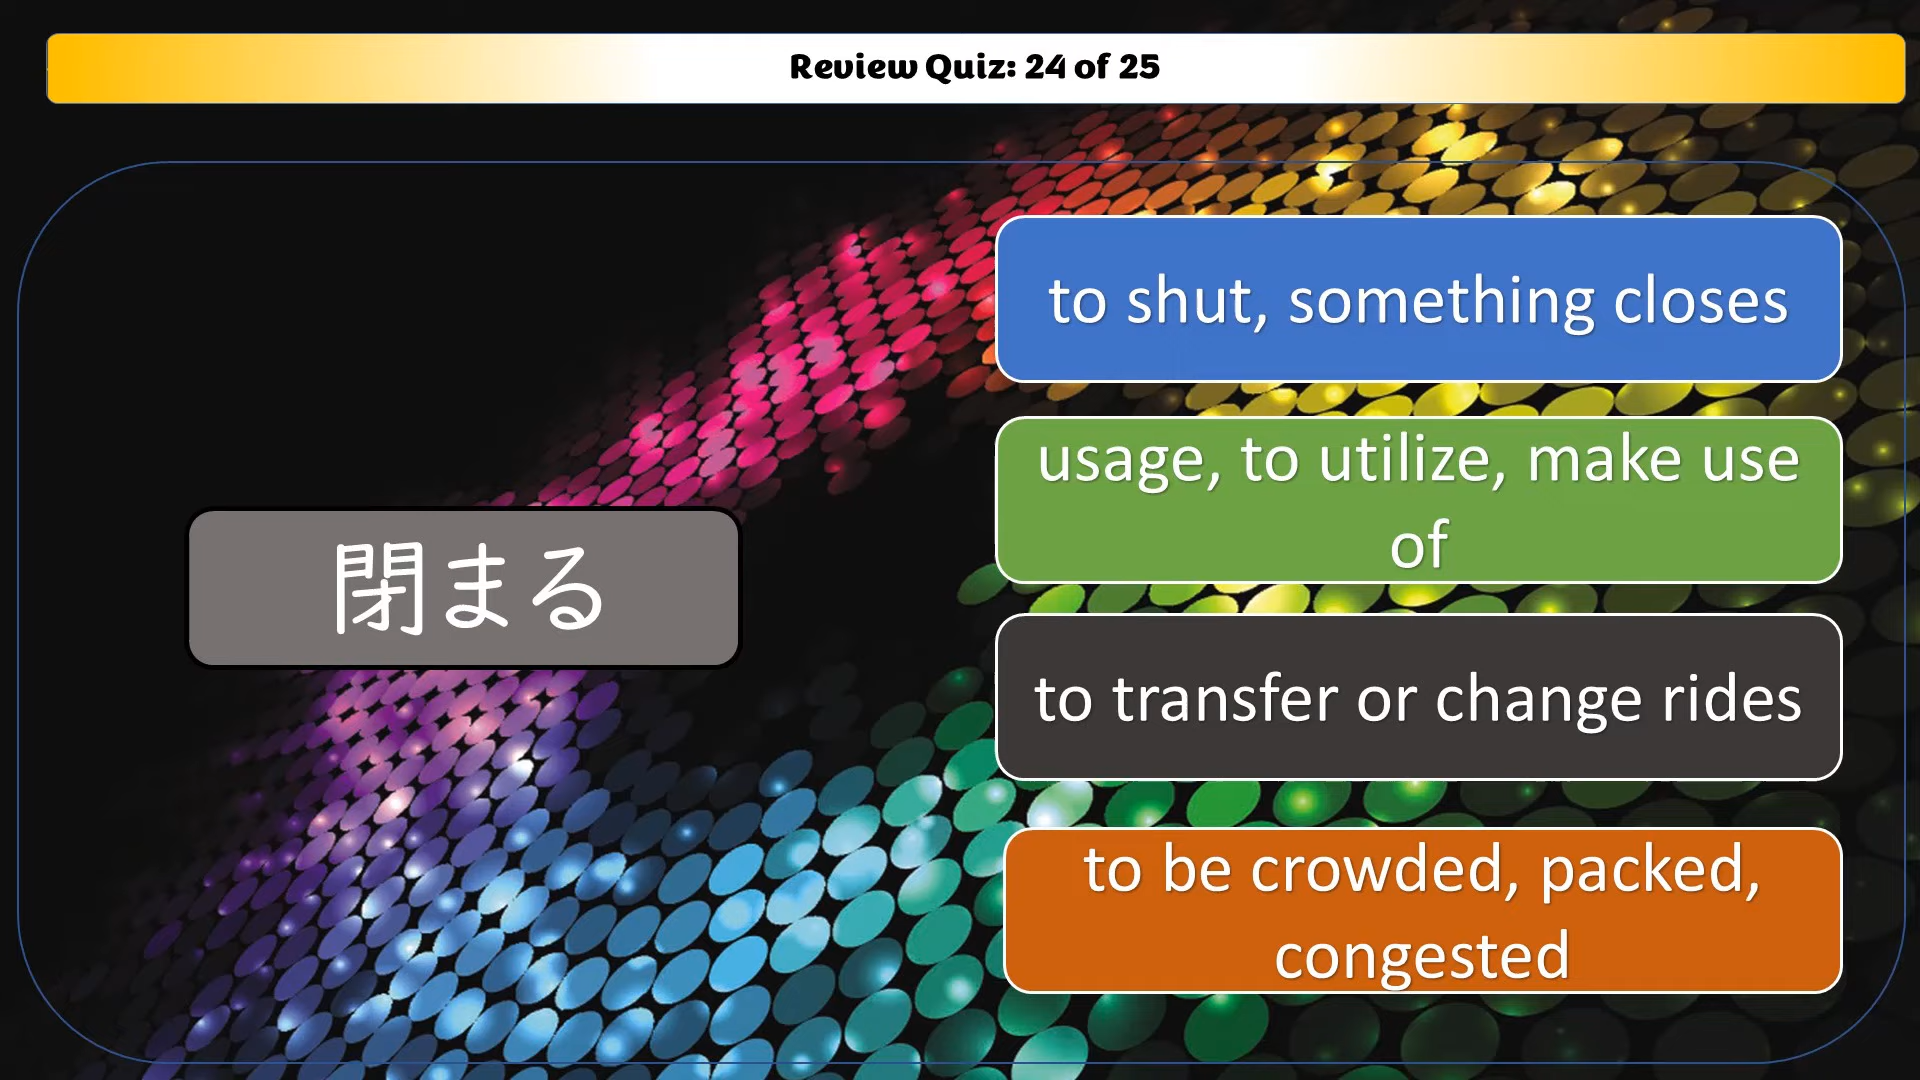 Review Quiz: 24 of 25
閉まる
to shut, something closes
usage, to utilize, make use
of
to transfer or change rides
to be crowded, packed,
congested